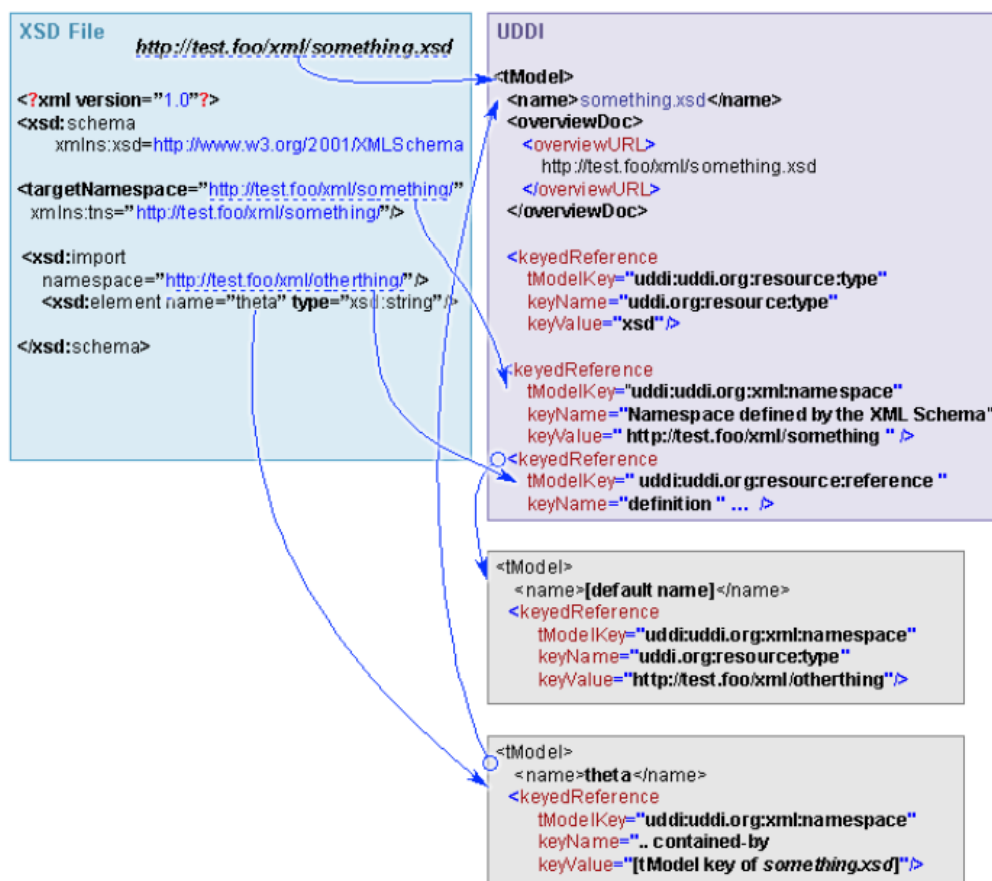 XSD File
http://test.foo/xml/something.xsd
<?xml version="1.0"?>
<xsd:schema
xmlns:xsd=http://www.w3.org/2001/XMLSchema
<targetNamespace="http://test.foo/xml/something/"
xmlns:tns="http://test.foo/xml/something/"/>
<xsd:import
namespace="http://test.foo/xml/otherthing/"/>
<xsd:element name="theta" type="xsd:string"/>
</xsd:schema>
UDDI
<tModel>
<name>something.xsd</name>
<overviewDoc>
<overviewURL>
http://test.foo/xml/something.xsd
</overviewURL>
</overviewDoc>
<keyedReference
tModelKey="uddi:uddi.org:resource:type"
keyName="uddi.org:resource:type"
keyValue="xsd"/>
<keyedReference
tModelKey="uddi:uddi.org:xml:namespace"
keyName="Namespace defined by the XML Schema"
keyValue=" http://test.foo/xml/something " />
<keyedReference
tModelKey=" uddi:uddi.org:resource:reference "
keyName="definition " ... />
<tModel>
<name>[default name]</name>
<keyedReference
tModelKey="uddi:uddi.org:xml:namespace"
keyName="uddi.org:resource:type"
keyValue="http://test.foo/xml/otherthing"/>
<tModel>
<name>theta</name>
<keyedReference
tModelKey="uddi:uddi.org:xml:namespace"
keyName=".. contained-by
keyValue="[tModel key of something.xsd]"/>